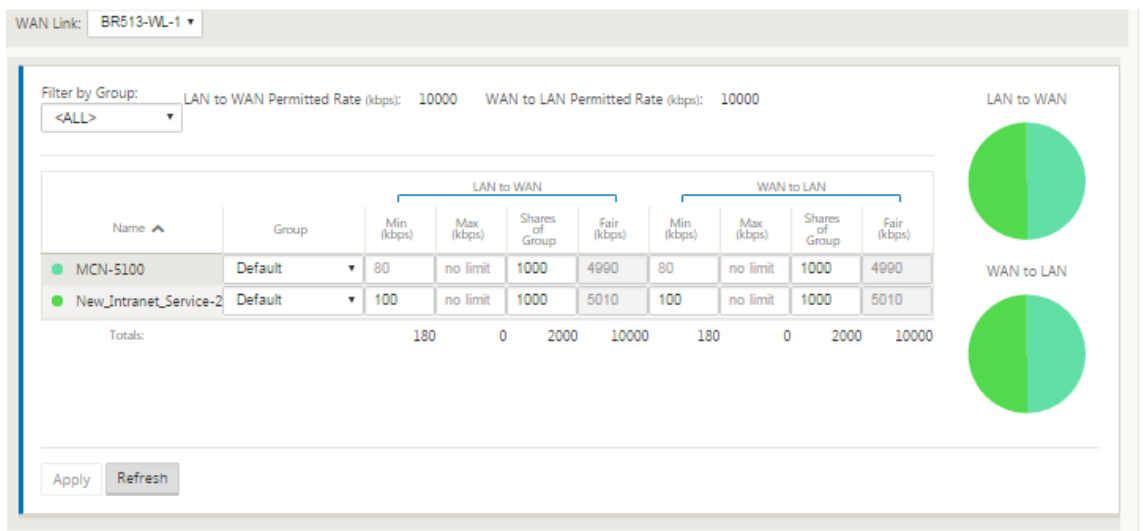 WAN Link: BR513-WL-1
Filter by Group: LAN to WAN Permitted Rate (kbps): 10000 WAN to LAN Permitted Rate (kbps): 10000 LAN to WAN
<ALL>
LAN to WAN WAN to LAN
Name Group Min (kbps) Max (kbps) Shares of Group Fair (kbps) Min (kbps) Max (kbps) Shares of Group Fair (kbps)
MCN-5100 Default 80 no limit 1000 4990 80 no limit 1000 4990
WAN to LAN
New_Intranet_Service-2 Default 100 no limit 1000 5010 100 no limit 1000 5010
Totals: 180 0 2000 10000 180 0 2000 10000
Apply Refresh